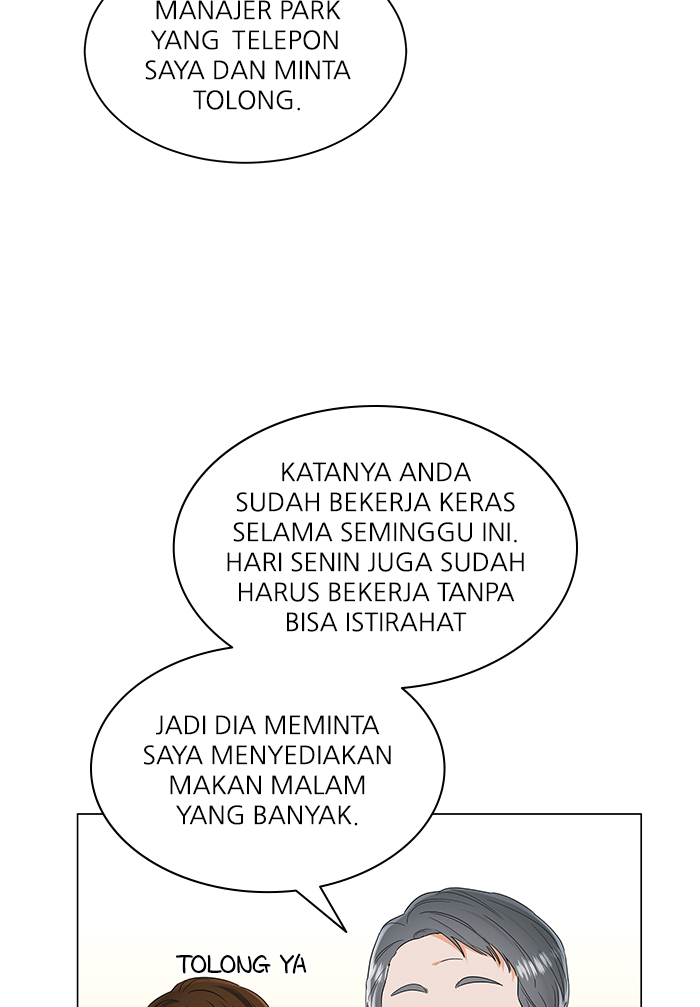 MANAJER PARK
YANG TELEPON
SAYA DAN MINTA
TOLONG.
KATANYA ANDA
SUDAH BEKERJA KERAS
SELAMA SEMINGGU INI.
HARI SENIN JUGA SUDAH
HARUS BEKERJA TANPA
BISA ISTIRAHAT
JADI DIA MEMINTA
SAYA MENYEDIAKAN
MAKAN MALAM
YANG BANYAK.
TOLONG YA